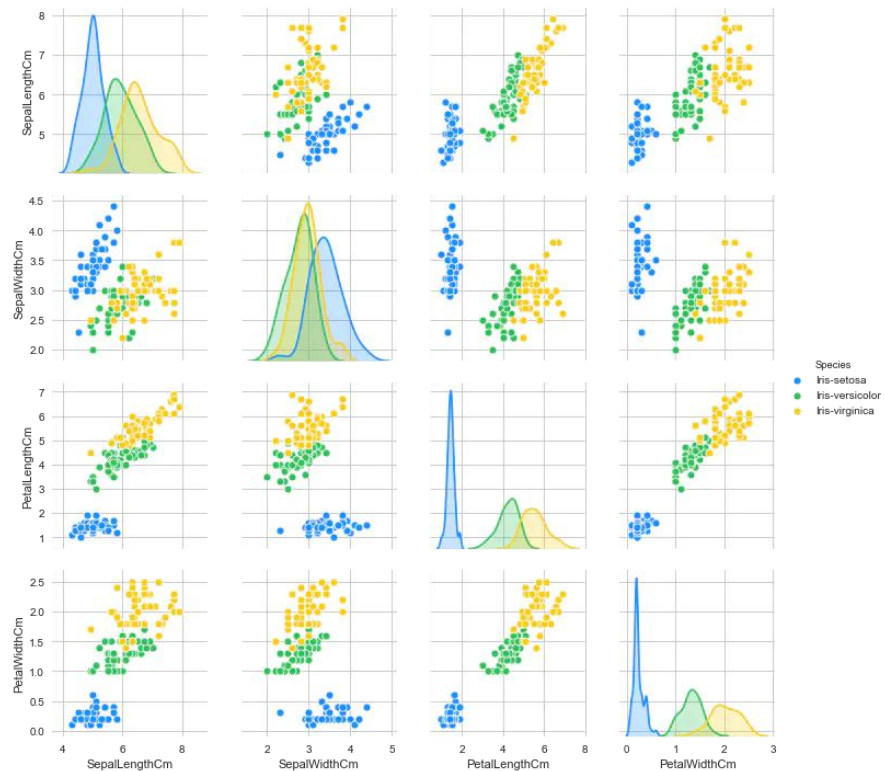 8
7
6
5
SepalLengthCm
4.5
4.0
3.5
3.0
2.5
2.0
SepalWidthCm
Species
Iris-setosa
Iris-versicolor
Iris-virginica
7
6
5
4
3
2
1
PetalLengthCm
2.5
2.0
1.5
1.0
0.5
0.0
PetalWidthCm
4 6 8
2 3 4 5
2 4 6 8
0 1 2 3
SepalLengthCm
SepalWidthCm
PetalLengthCm
PetalWidthCm